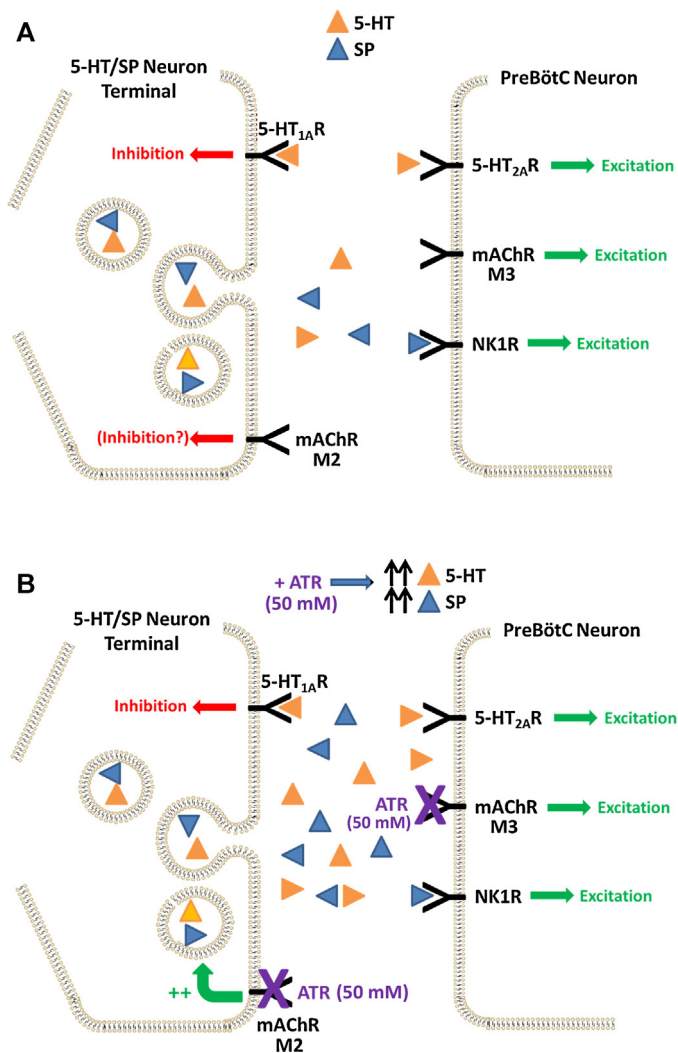 A
5-HT
SP
5-HT/SP Neuron
Terminal
PreBötC Neuron
5-HT1AR
Inhibition
5-HT2AR
Excitation
mAChR
M3
Excitation
NK1R
Excitation
(Inhibition?)
mAChR
M2
B
+ ATR
(50 mM)
5-HT
SP
5-HT/SP Neuron
Terminal
PreBötC Neuron
5-HT1AR
Inhibition
5-HT2AR
Excitation
ATR
(50 mM)
mAChR
M3
Excitation
NK1R
Excitation
++
ATR (50 mM)
mAChR
M2